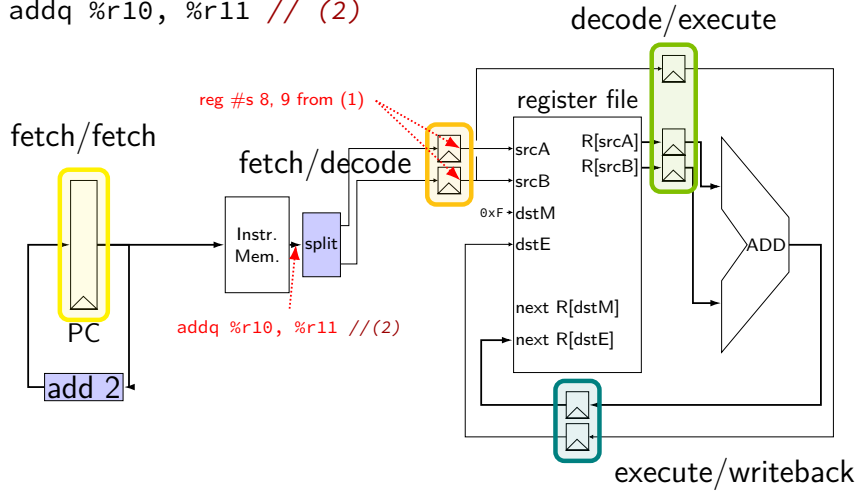 addq %r10, %r11 // (2)
decode/execute
reg #s 8, 9 from (1)
register file
fetch/fetch
fetch/decode
srcA
R[srcA]
srcB
R[srcB]
0xF
dstM
dstE
Instr.
Mem.
split
ADD
addq %r10, %r11 //(2)
next R[dstM]
next R[dstE]
PC
add 2
execute/writeback